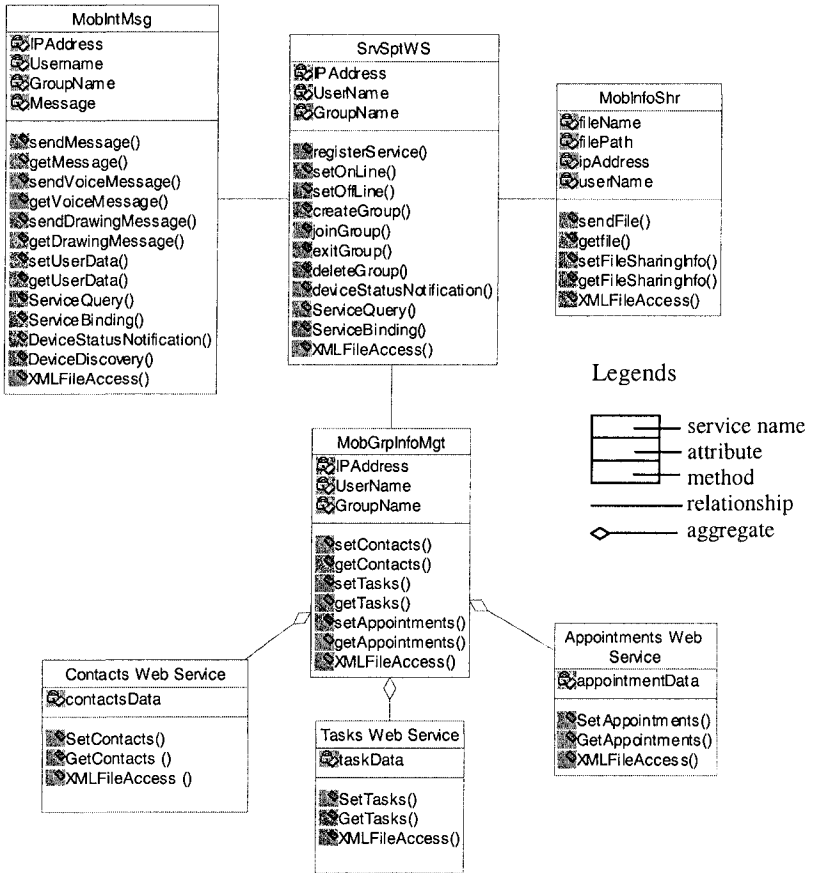 MobIntMsg
IPAddress
Username
GroupName
Message
sendMessage()
getMessage()
sendVoiceMessage()
getVoiceMessage()
sendDrawingMessage()
getDrawingMessage()
setUserData()
getUserData()
ServiceQuery()
ServiceBinding()
DeviceStatusNotification()
DeviceDiscovery()
XMLFileAccess()
SrvSptWS
IPAddress
UserName
GroupName
registerService()
setOnLine()
setOffLine()
createGroup()
joinGroup()
exitGroup()
deleteGroup()
deviceStatusNotification()
ServiceQuery()
ServiceBinding()
XMLFileAccess()
MobInfoShr
fileName
filePath
ipAddress
userName
sendFile()
getfile()
setFileSharingInfo()
getFileSharingInfo()
XMLFileAccess()
Legends
service name
attribute
method
relationship
aggregate
MobGrpInfoMgt
IPAddress
UserName
GroupName
setContacts()
getContacts()
setTasks()
getTasks()
setAppointments()
getAppointments()
XMLFileAccess()
Contacts Web Service
contactsData
SetContacts()
GetContacts ()
XMLFileAccess ()
Tasks Web Service
taskData
SetTasks()
GetTasks()
XMLFileAccess()
Appointments Web
Service
appointmentData
SetAppointments()
GetAppointments()
XMLFileAccess()